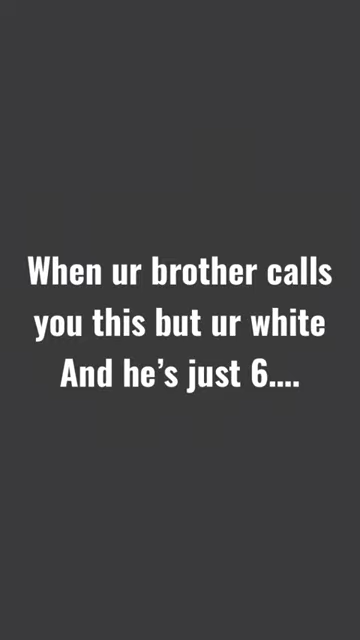 When ur brother calls
you this but ur white
And he’s just 6....